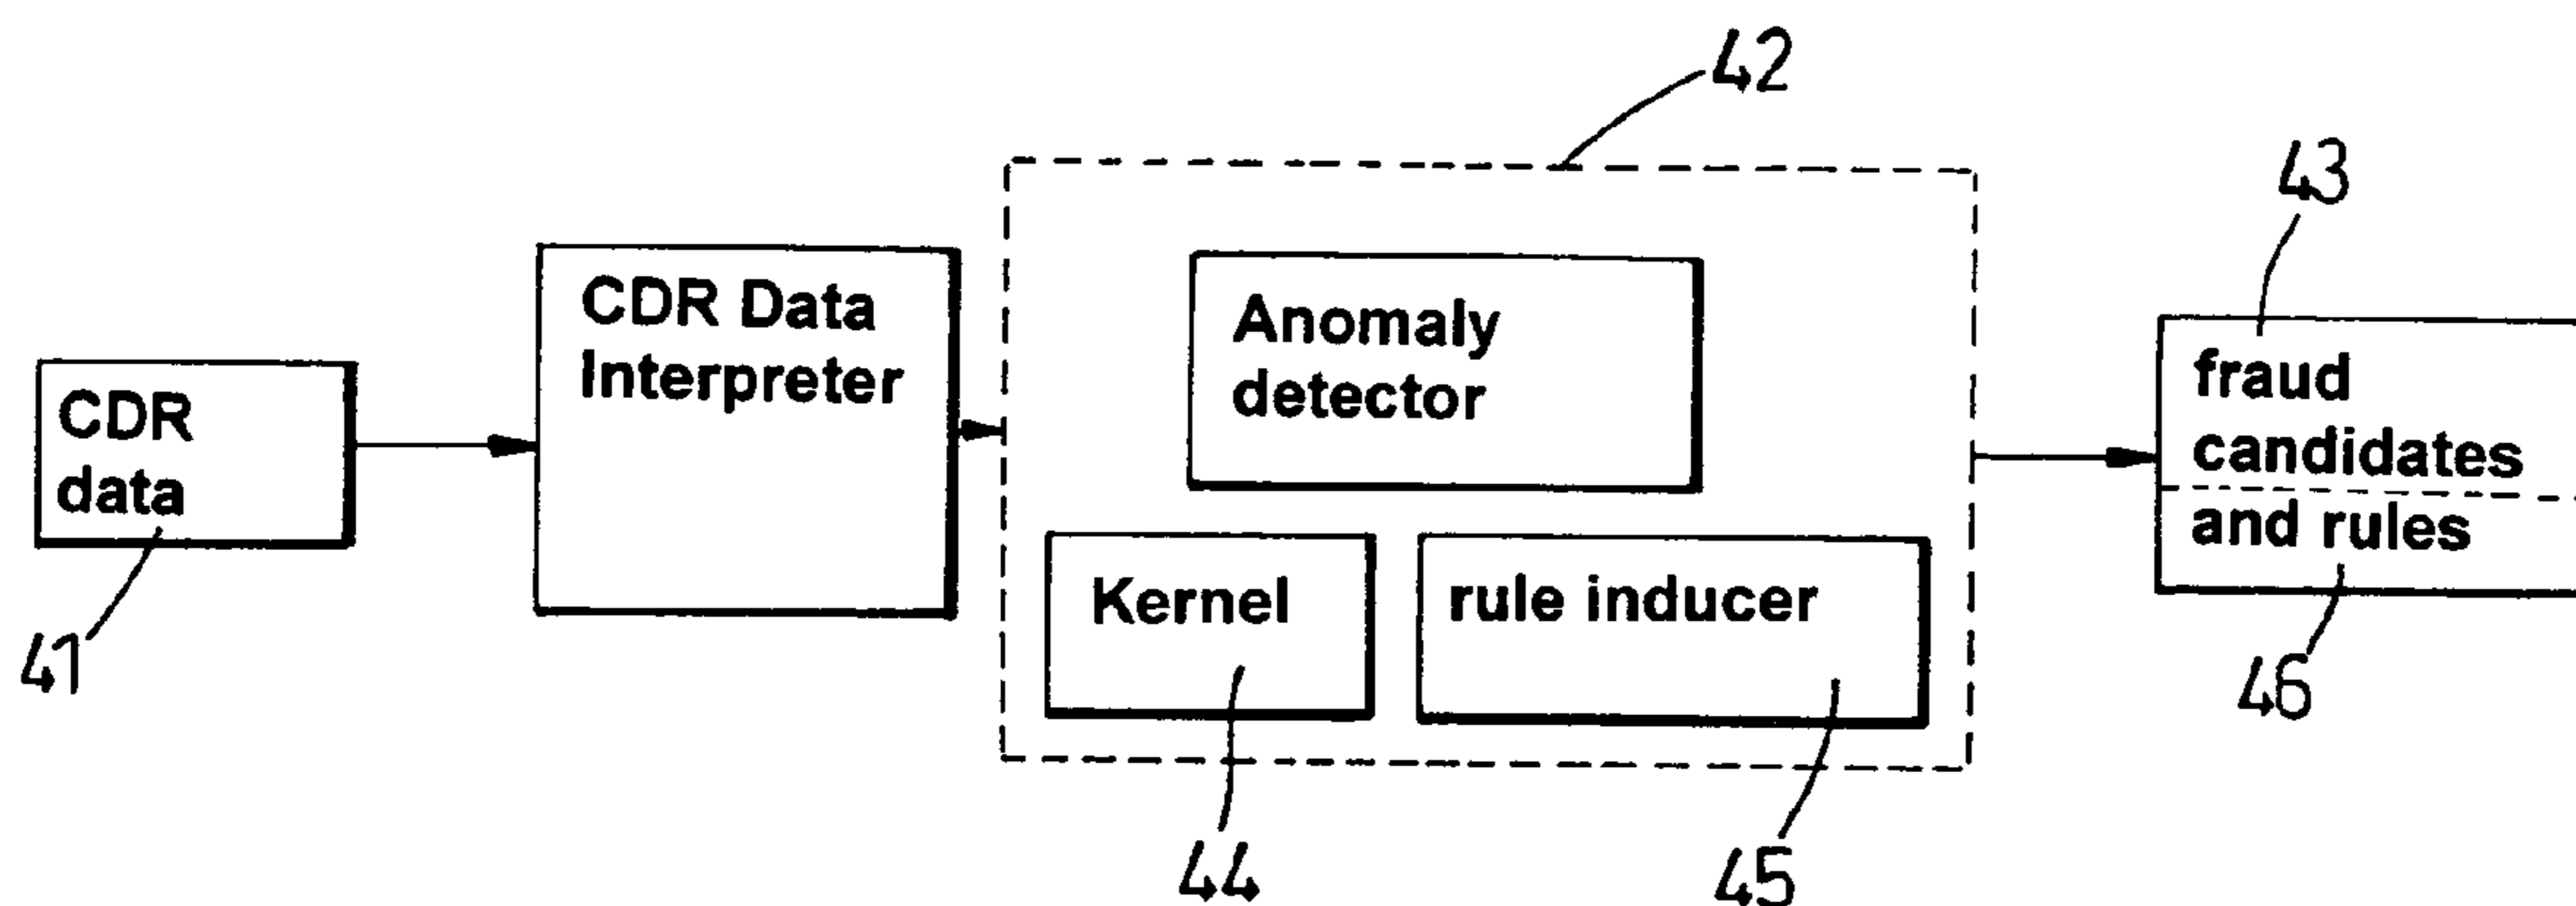 42
43
CDR
data
41
CDR Data
Interpreter
Anomaly
detector
Kernel
44
rule inducer
45
fraud
candidates
and rules
46